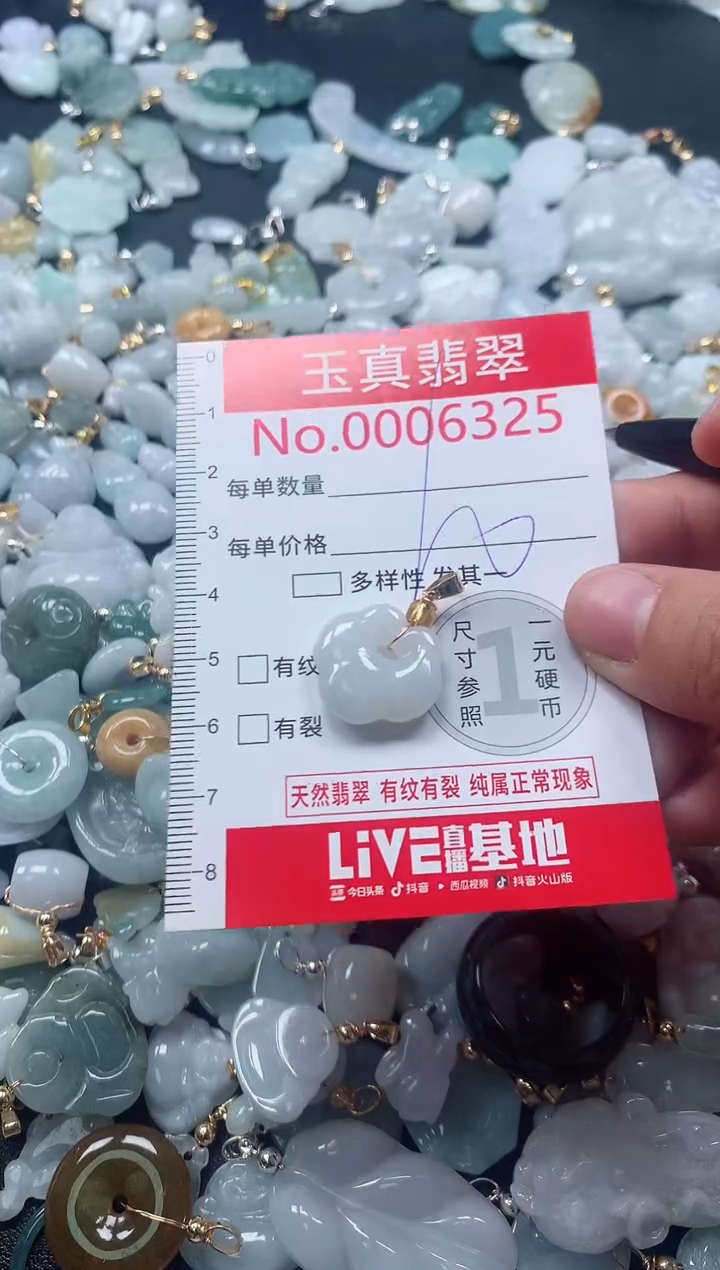 玉真翡翠
No.0006325
每单数量
每单价格
多样性 发其一
有纹
有裂
尺寸参照
1
一元硬币
天然翡翠 有纹有裂 纯属正常现象
LiVE直播基地
头条 今日头条 抖音 西瓜视频 抖音火山版
0
1
2
3
4
5
6
7
8